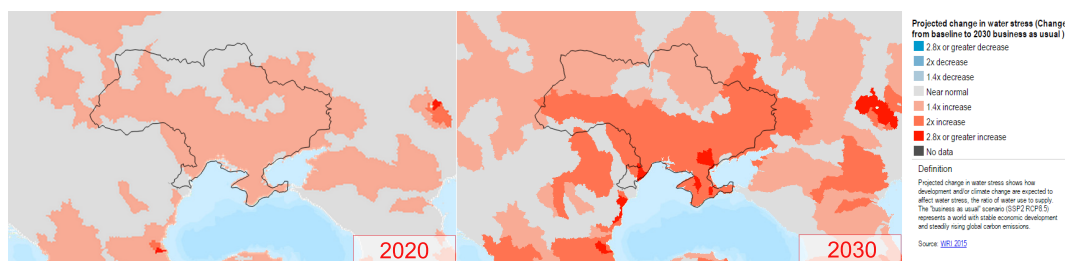 2020
2030
Projected change in water stress (Change
from baseline to 2030 business as usual )
2.8x or greater decrease
2x decrease
1.4x decrease
Near normal
1.4x increase
2x increase
2.8x or greater increase
No data
Definition
Projected change in water stress shows how
development and/or climate change are expected to
affect water stress, the ratio of water use to supply.
The "business as usual" scenario (SSP2 RCP8.5)
represents a world with stable economic development
and steadily rising global carbon emissions.
Source: WRI 2015